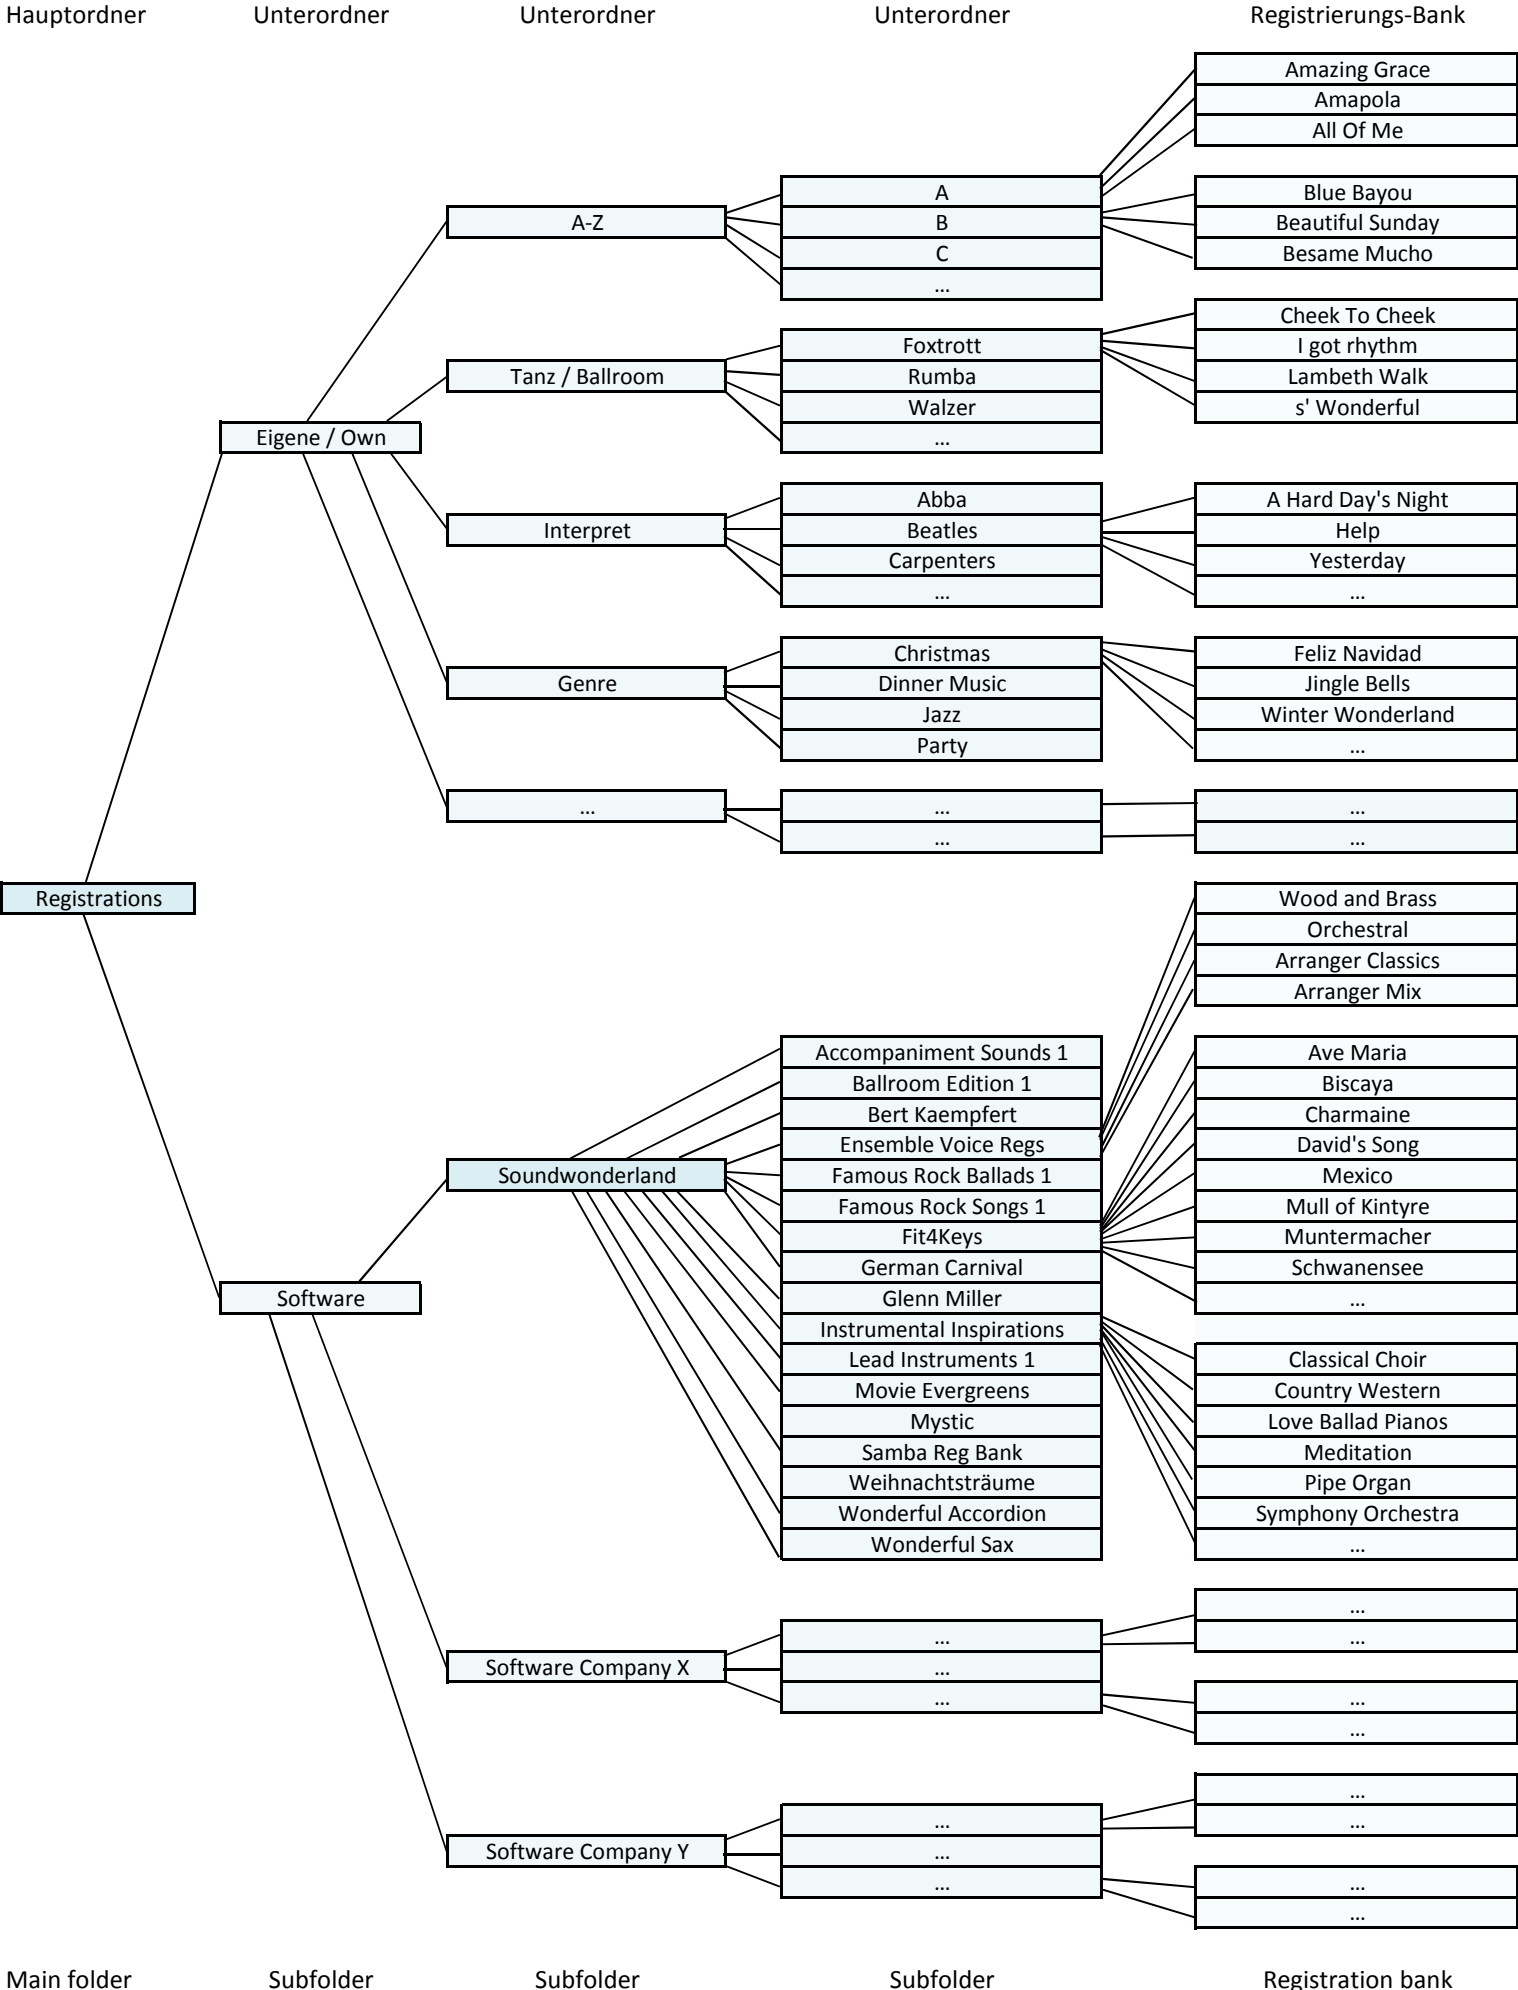 Hauptordner Unterordner Unterordner Unterordner Registrierungs-Bank
Amazing Grace
Amapola
All Of Me
A Blue Bayou
A-Z B Beautiful Sunday
C Besame Mucho
...
Cheek To Cheek
Foxtrott I got rhythm
Tanz / Ballroom Rumba Lambeth Walk
Walzer s' Wonderful
Eigene / Own ...
Abba A Hard Day's Night
Interpret Beatles Help
Carpenters Yesterday
... ...
Christmas Feliz Navidad
Genre Dinner Music Jingle Bells
Jazz Winter Wonderland
Party ...
... ... ...
... ...
Registrations Wood and Brass
Orchestral
Arranger Classics
Arranger Mix
Accompaniment Sounds 1 Ave Maria
Ballroom Edition 1 Biscaya
Bert Kaempfert Charmaine
Ensemble Voice Regs David's Song
Soundwonderland Famous Rock Ballads 1 Mexico
Famous Rock Songs 1 Mull of Kintyre
Fit4Keys Muntermacher
German Carnival Schwanensee
Software Glenn Miller ...
Instrumental Inspirations
Lead Instruments 1 Classical Choir
Movie Evergreens Country Western
Mystic Love Ballad Pianos
Samba Reg Bank Meditation
Weihnachtsträume Pipe Organ
Wonderful Accordion Symphony Orchestra
Wonderful Sax ...
...
... ...
Software Company X ...
... ...
...
...
... ...
Software Company Y ...
... ...
...
Main folder Subfolder Subfolder Subfolder Registration bank